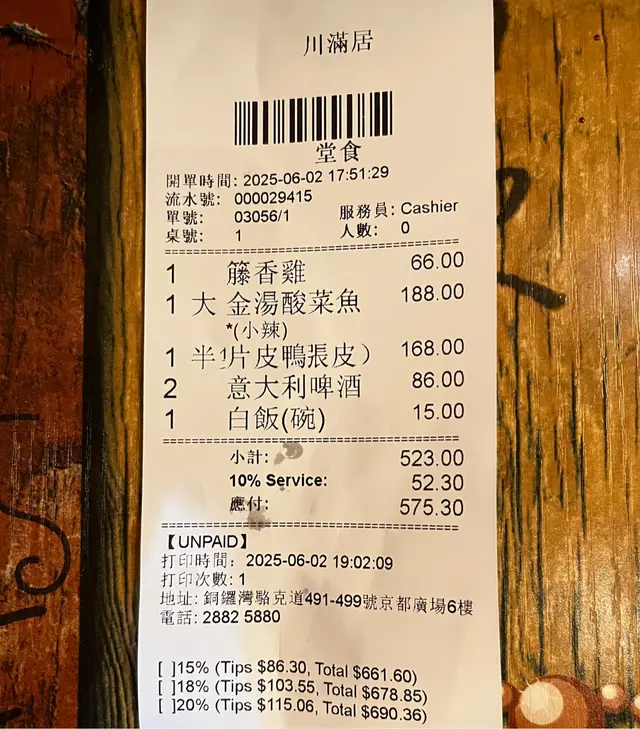 川滿居
堂食
開單時間: 2025-06-02 17:51:29
流水號: 000029415
單號: 03056/1 服務員: Cashier
桌號: 1 人數: 0
1 籐香雞 66.00
1 大 金湯酸菜魚 188.00
*(小辣)
1 半 片皮鴨張皮） 168.00
2 意大利啤酒 86.00
1 白飯(碗) 15.00
小計: 523.00
10% Service: 52.30
應付: 575.30
【UNPAID】
打印時間: 2025-06-02 19:02:09
打印次數: 1
地址: 銅鑼灣駱克道491-499號京都廣場6樓
電話: 2882 5880
[ ]15% (Tips $86.30, Total $661.60)
[ ]18% (Tips $103.55, Total $678.85)
[ ]20% (Tips $115.06, Total $690.36)